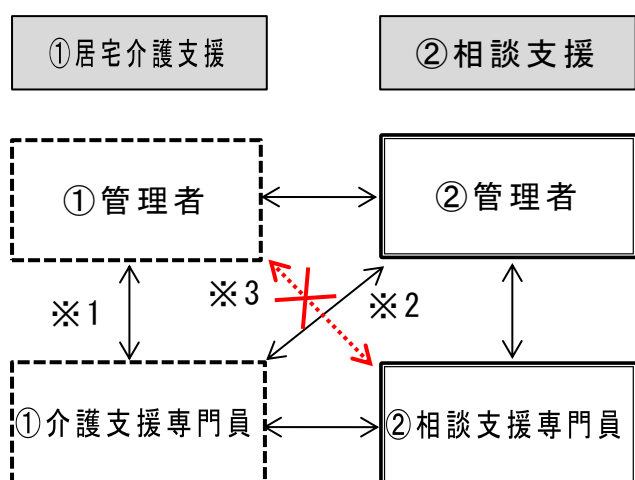 ①居宅介護支援
②相談支援
①管理者
②管理者
※1
※3
※2
①介護支援専門員
②相談支援専門員